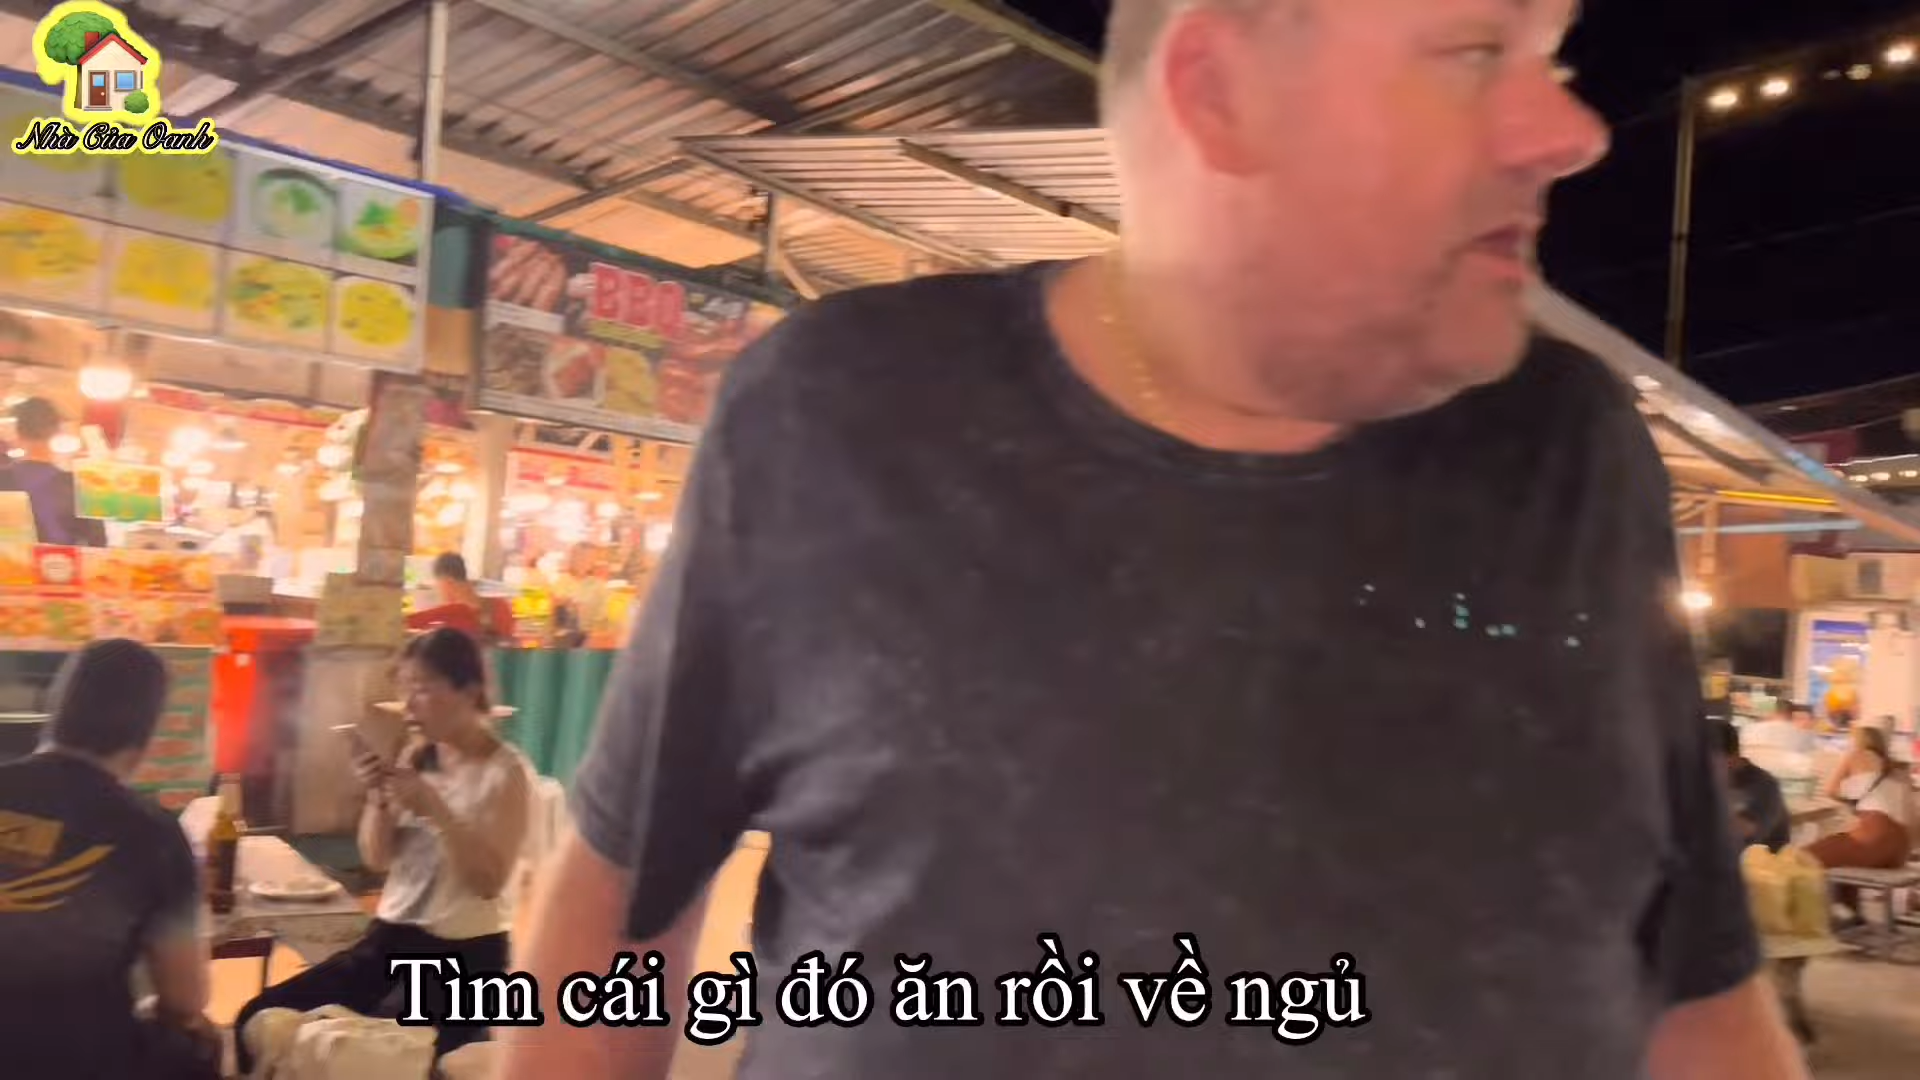 Nhà Của Oanh
BBQ
Tìm cái gì đó ăn rồi về ngủ